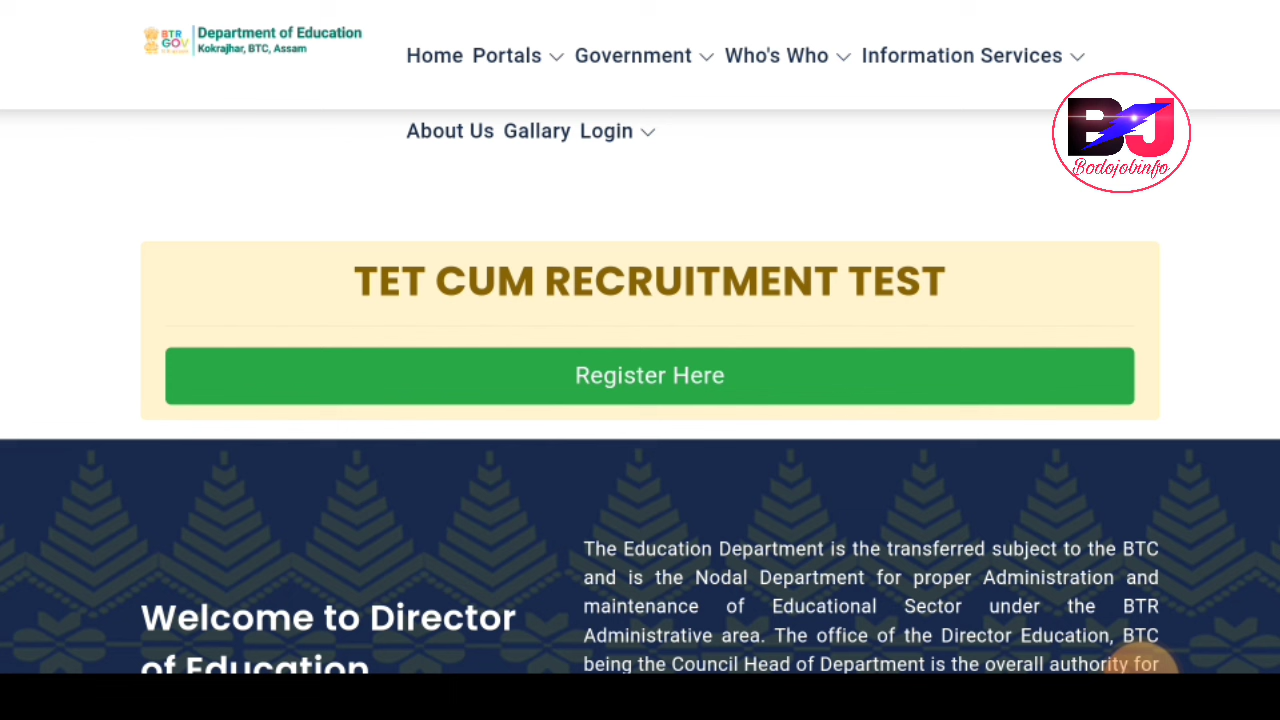 BTR
GOV
Department of Education
Kokrajhar, BTC, Assam
Home Portals Government Who's Who Information Services
About Us Gallary Login
BJ
Bodojobinfo
TET CUM RECRUITMENT TEST
Register Here
The Education Department is the transferred subject to the BTC
and is the Nodal Department for proper Administration and
maintenance of Educational Sector under the BTR
Administrative area. The office of the Director Education, BTC
being the Council Head of Department is the overall authority for
Welcome to Director
of Education